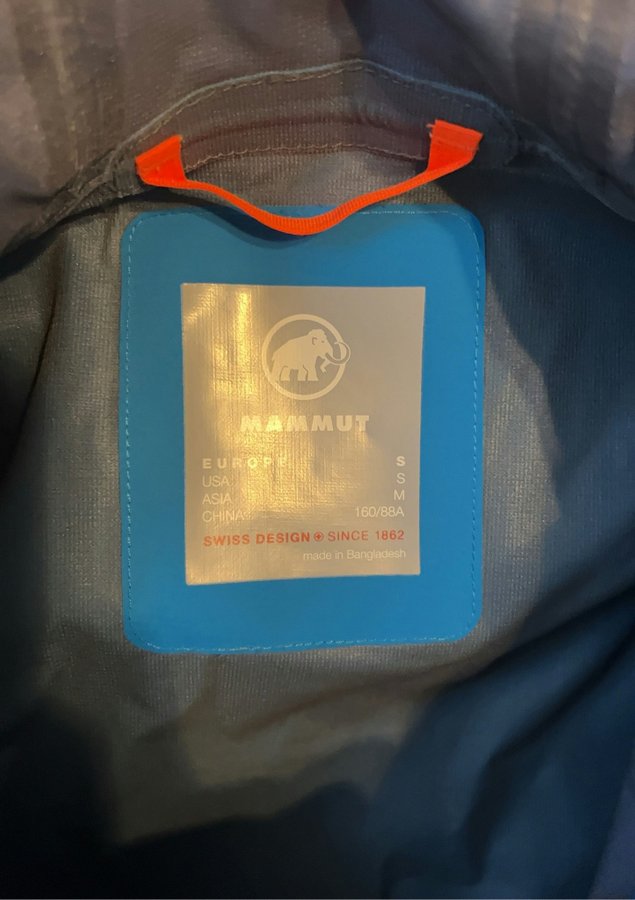 MAMMUT
EUROPE S
USA S
ASIA M
CHINA 160/88A
SWISS DESIGN + SINCE 1862
made in Bangladesh